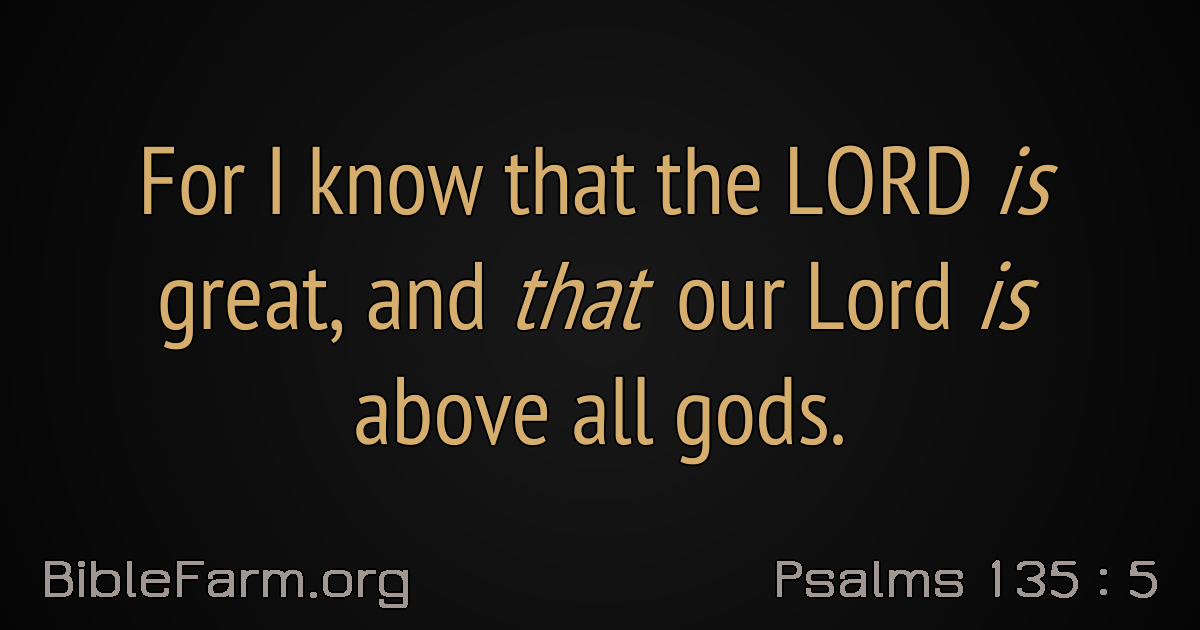 For I know that the LORD is
great, and that our Lord is
above all gods.
BibleFarm.org
Psalms 135 : 5